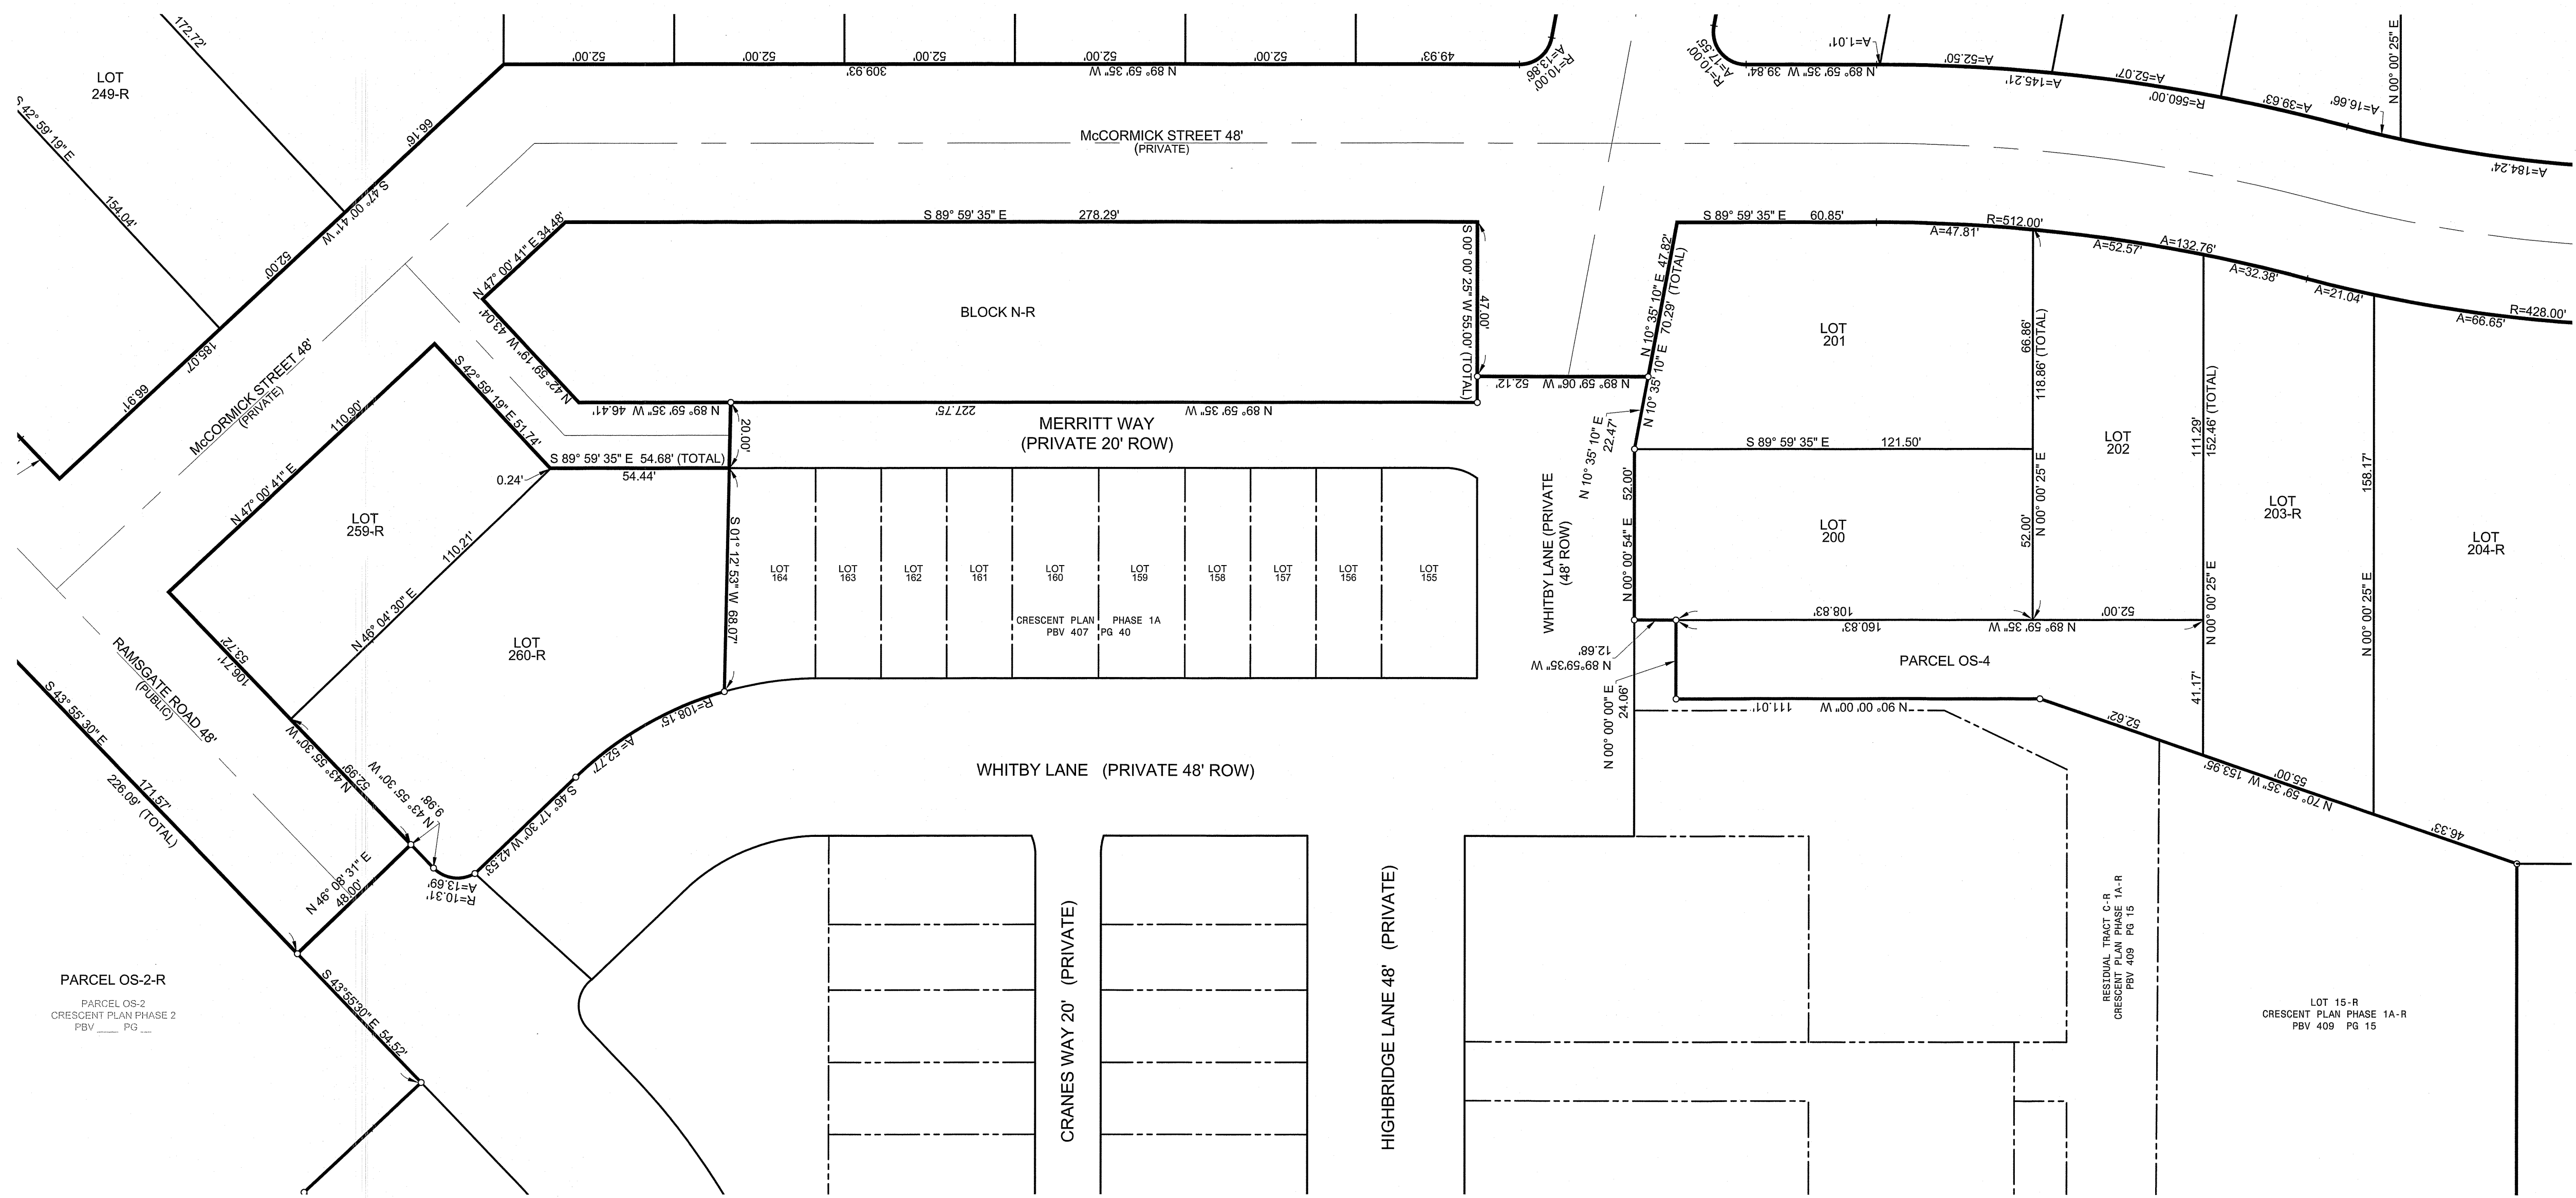 172.72'
LOT
249-R
S 42° 59' 19" E
154.04'
66.16'
S 47° 00' 41" W
52.00'
185.07'
66.91'
52.00'
52.00'
52.00'
52.00'
52.00'
49.93'
309.93'
N 89° 59' 35" W
R=10.00'
A=13.86'
R=10.00'
A=17.55'
N 89° 59' 35" W 39.84'
A=1.01'
A=52.50'
A=145.21'
A=52.07'
R=560.00'
A=39.63'
A=16.66'
N 00° 00' 25" E
A=184.24'
McCORMICK STREET 48'
(PRIVATE)
McCORMICK STREET 48'
(PRIVATE)
N 47° 00' 41" E 34.48'
S 89° 59' 35" E 278.29'
BLOCK N-R
S 00° 00' 25" W 55.00' (TOTAL)
47.00'
N 42° 59' 19" W 43.04'
N 89° 59' 35" W 46.41'
227.75'
N 89° 59' 35" W
N 89° 59' 06" W 52.12'
N 10° 35' 10" E 47.82'
N 10° 35' 10" E 70.29' (TOTAL)
N 10° 35' 10" E
22.47'
S 89° 59' 35" E 60.85'
R=512.00'
A=47.81'
A=52.57'
A=132.76'
A=32.38'
A=21.04'
R=428.00'
A=66.65'
LOT
201
66.86'
118.86' (TOTAL)
LOT
202
111.29'
152.46' (TOTAL)
LOT
203-R
158.17'
N 00° 00' 25" E
LOT
204-R
S 89° 59' 35" E 121.50'
N 00° 00' 25" E
52.00'
LOT
200
N 00° 00' 54" E 52.00'
WHITBY LANE (PRIVATE
(48' ROW)
108.83'
160.83'
N 89° 59' 35" W
52.00'
N 00° 00' 25" E
41.17'
PARCEL OS-4
12.68'
N 89°59'35" W
N 00° 00' 00" E
24.06'
N 90° 00' 00" W 111.01'
52.62'
N 70° 59' 35" W 153.95'
55.00'
46.33'
MERRITT WAY
(PRIVATE 20' ROW)
20.00'
S 42° 59' 19" E 51.74'
S 89° 59' 35" E 54.68' (TOTAL)
0.24'
54.44'
110.90'
N 47° 00' 41" E
LOT
259-R
110.21'
N 46° 04' 30" E
LOT
260-R
S 01° 12' 53" W 68.07'
LOT
164
LOT
163
LOT
162
LOT
161
LOT
160
LOT
159
LOT
158
LOT
157
LOT
156
LOT
155
CRESCENT PLAN PHASE 1A
PBV 407 PG 40
53.72'
106.71'
N 43° 55' 30" W
52.99'
N 43° 55' 30" W
9.98'
RAMSGATE ROAD 48'
(PUBLIC)
S 43° 55' 30" E
171.57'
226.09' (TOTAL)
N 46° 08' 31" E
48.00'
R=10.31'
A=13.69'
S 46° 17' 30" W 42.53'
A= 52.77'
R=108.15'
WHITBY LANE (PRIVATE 48' ROW)
CRANES WAY 20' (PRIVATE)
HIGHBRIDGE LANE 48' (PRIVATE)
S 43°55'30" E 54.52'
PARCEL OS-2-R
PARCEL OS-2
CRESCENT PLAN PHASE 2
PBV ___ PG __
RESIDUAL TRACT C-R
CRESCENT PLAN PHASE 1A-R
PBV 409 PG 15
LOT 15-R
CRESCENT PLAN PHASE 1A-R
PBV 409 PG 15